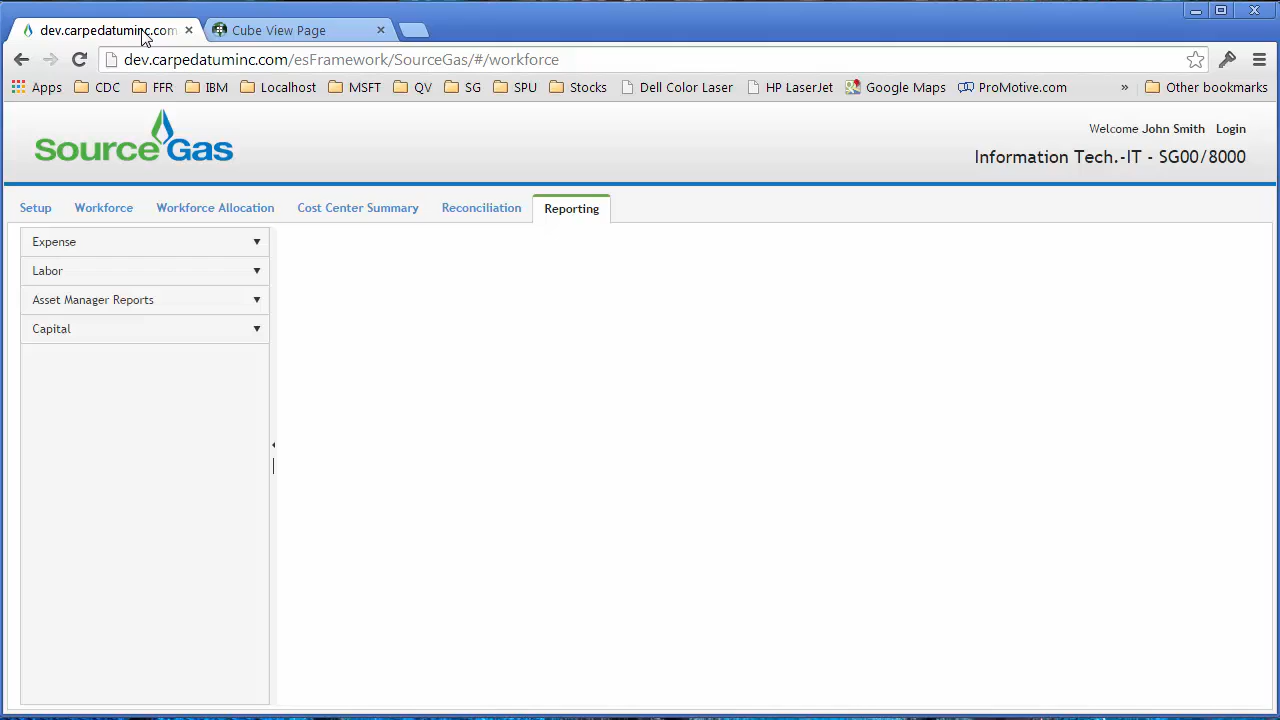 dev.carpedatuminc.com
Cube View Page
dev.carpedatuminc.com/esFramework/SourceGas/#/workforce
Apps CDC FFR IBM Localhost MSFT QV SG SPU Stocks Dell Color Laser HP LaserJet Google Maps ProMotive.com » Other bookmarks
SourceGas
Welcome John Smith Login
Information Tech.-IT - SG00/8000
Setup Workforce Workforce Allocation Cost Center Summary Reconciliation Reporting
Expense
Labor
Asset Manager Reports
Capital